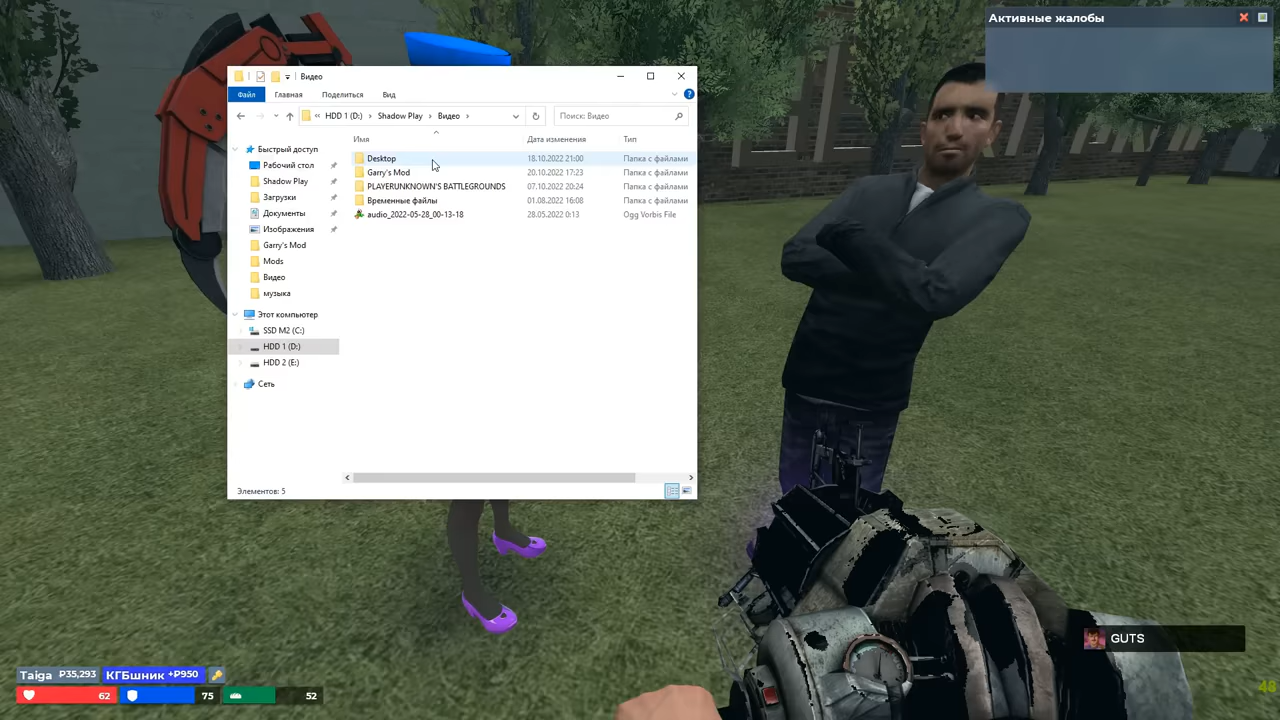 Активные жалобы
Видео
Файл Главная Поделиться Вид
« HDD 1 (D:) › Shadow Play › Видео › Поиск: Видео
Имя Дата изменения Тип
Быстрый доступ
Рабочий стол
Shadow Play
Загрузки
Документы
Изображения
Garry's Mod
Mods
Видео
музыка
Этот компьютер
SSD M2 (C:)
HDD 1 (D:)
HDD 2 (E:)
Сеть
Desktop 18.10.2022 21:00 Папка с файлами
Garry's Mod 20.10.2022 17:23 Папка с файлами
PLAYERUNKNOWN'S BATTLEGROUNDS 07.10.2022 20:24 Папка с файлами
Временные файлы 01.08.2022 16:08 Папка с файлами
audio_2022-05-28_00-13-18 28.05.2022 0:13 Ogg Vorbis File
Элементов: 5
GUTS
Taiga ₽35,293 КГБшник +₽950
62 75 52
48